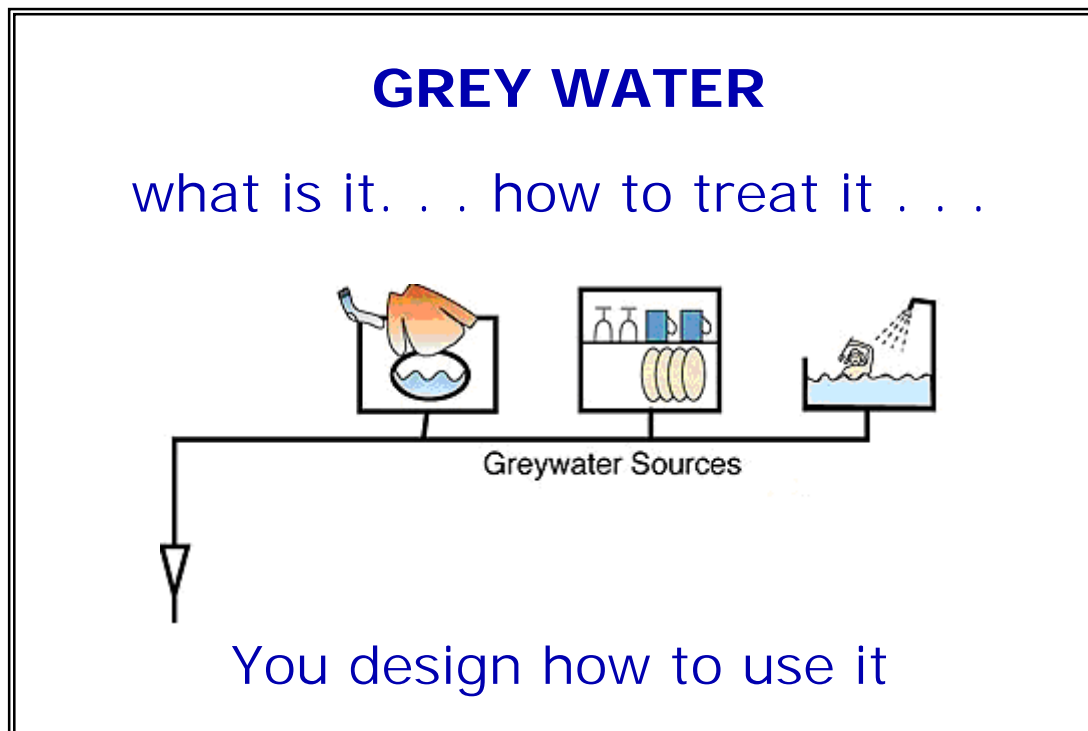 GREY WATER
what is it. . . how to treat it . . .
Greywater Sources
You design how to use it